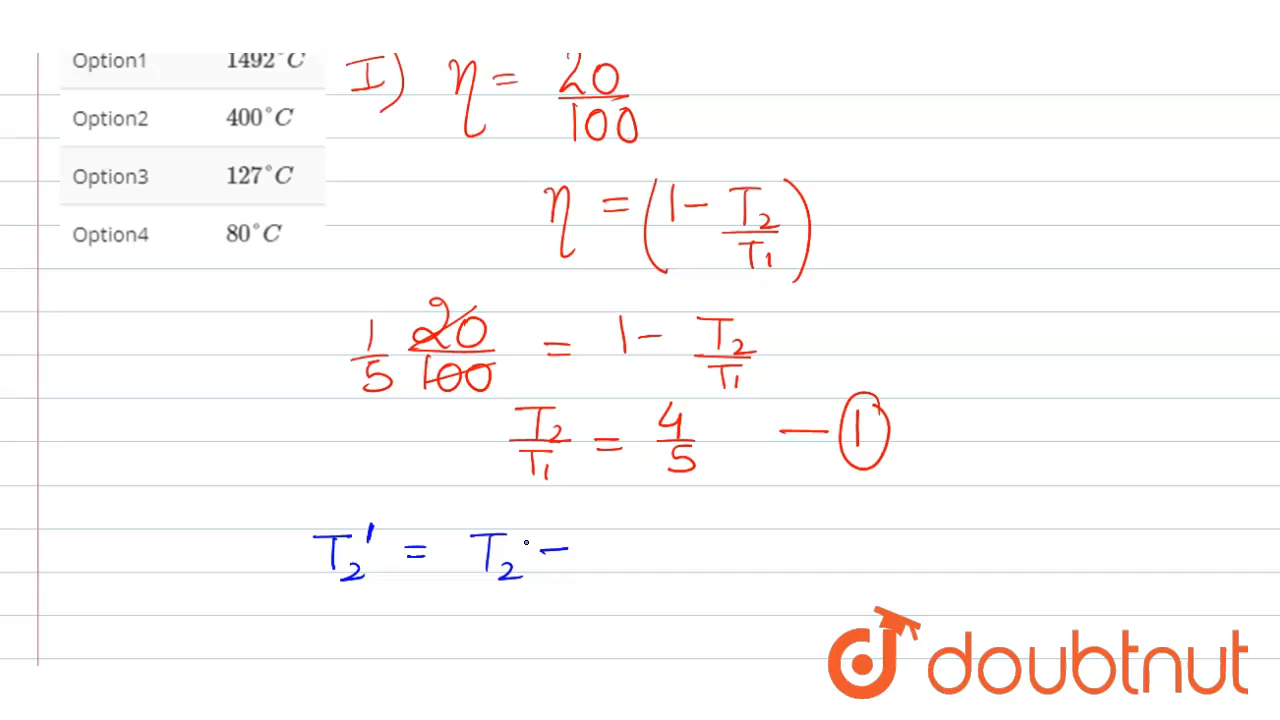 Option1 1492°C
Option2 400°C
Option3 127°C
Option4 80°C
I) η = 20/100
η = (1 - T₂/T₁)
1/5 20/100 = 1 - T₂/T₁
T₂/T₁ = 4/5 — ①
T₂' = T₂ -
doubtnut